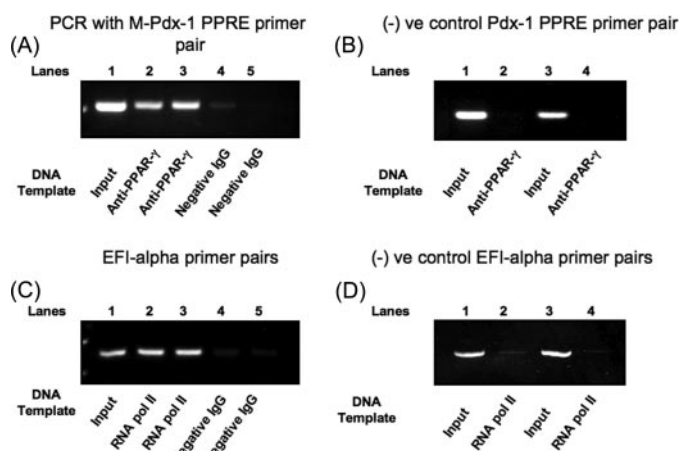 PCR with M-Pdx-1 PPRE primer
pair
(A)
Lanes 1 2 3 4 5
DNA
Template
Input
Anti-PPAR-γ
Anti-PPAR-γ
Negative IgG
Negative IgG
(-) ve control Pdx-1 PPRE primer pair
(B)
Lanes 1 2 3 4
DNA
Template
Input
Anti-PPAR-γ
Input
Anti-PPAR-γ
EFI-alpha primer pairs
(C)
Lanes 1 2 3 4 5
DNA
Template
Input
RNA pol II
RNA pol II
egative IgG
egative IgG
(-) ve control EFI-alpha primer pairs
(D)
Lanes 1 2 3 4
DNA
Template
Input
RNA pol II
Input
RNA pol II